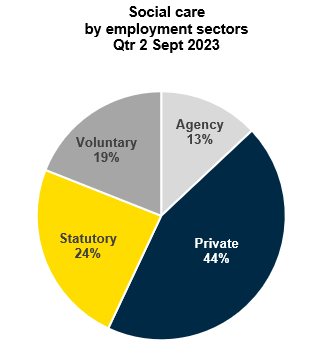 Social care
by employment sectors
Qtr 2 Sept 2023
Agency
13%
Voluntary
19%
Statutory
24%
Private
44%